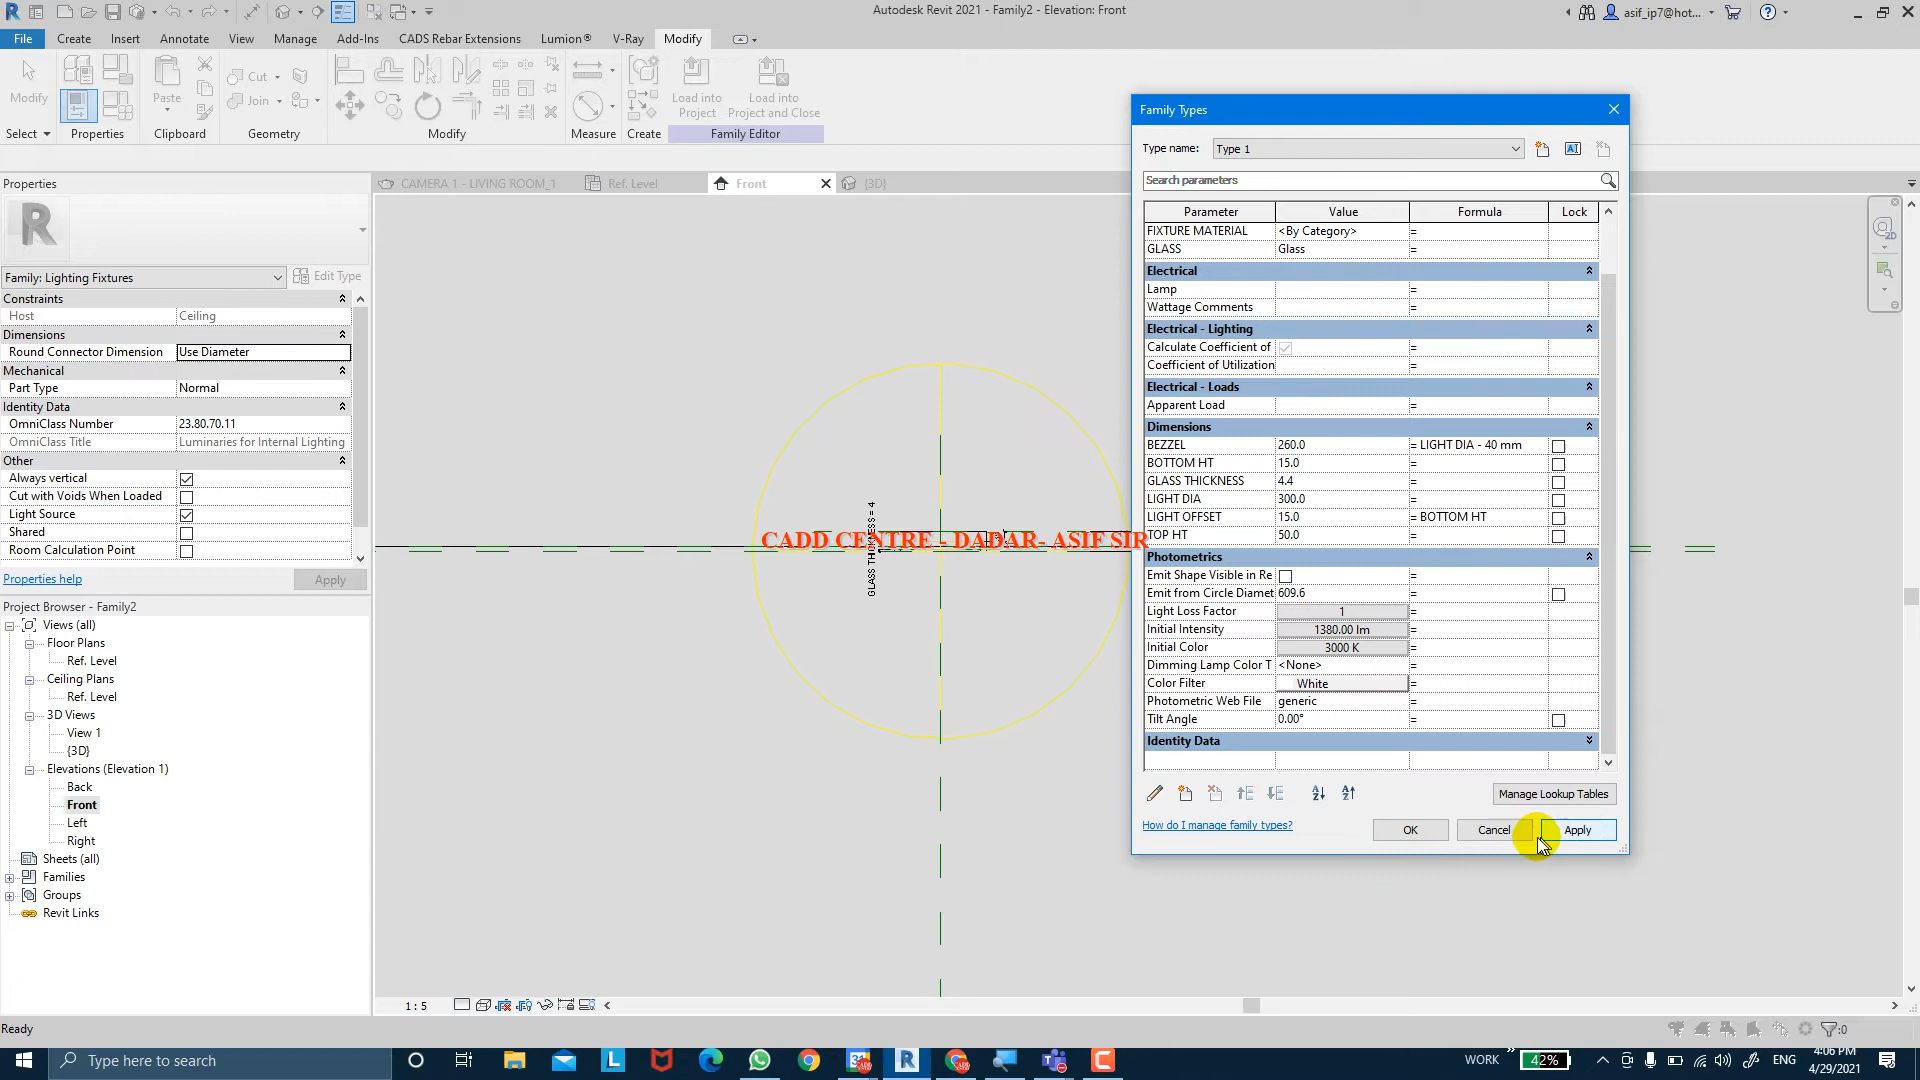 Autodesk Revit 2021 - Family2 - Elevation: Front
asif_ip7@hot...
File Create Insert Annotate View Manage Add-Ins CADS Rebar Extensions Lumion® V-Ray Modify
Modify
Paste
Cut
Join
Load into
Project
Load into
Project and Close
Select
Properties
Clipboard
Geometry
Modify
Measure
Create
Family Editor
Properties
CAMERA 1 - LIVING ROOM_1
Ref. Level
Front
{3D}
Family: Lighting Fixtures
Edit Type
Constraints
Host Ceiling
Dimensions
Round Connector Dimension Use Diameter
Mechanical
Part Type Normal
Identity Data
OmniClass Number 23.80.70.11
OmniClass Title Luminaries for Internal Lighting
Other
Always vertical
Cut with Voids When Loaded
Light Source
Shared
Room Calculation Point
Properties help
Apply
Project Browser - Family2
Views (all)
Floor Plans
Ref. Level
Ceiling Plans
Ref. Level
3D Views
View 1
{3D}
Elevations (Elevation 1)
Back
Front
Left
Right
Sheets (all)
Families
Groups
Revit Links
GLASS THICKNESS = 4
CADD CENTRE - DADAR- ASIF SIR
1 : 5
Family Types
Type name: Type 1
Search parameters
Parameter Value Formula Lock
FIXTURE MATERIAL <By Category> =
GLASS Glass =
Electrical
Lamp =
Wattage Comments =
Electrical - Lighting
Calculate Coefficient of =
Coefficient of Utilization =
Electrical - Loads
Apparent Load =
Dimensions
BEZZEL 260.0 = LIGHT DIA - 40 mm
BOTTOM HT 15.0 =
GLASS THICKNESS 4.4 =
LIGHT DIA 300.0 =
LIGHT OFFSET 15.0 = BOTTOM HT
TOP HT 50.0 =
Photometrics
Emit Shape Visible in Re =
Emit from Circle Diamet 609.6 =
Light Loss Factor 1 =
Initial Intensity 1380.00 lm =
Initial Color 3000 K =
Dimming Lamp Color T <None> =
Color Filter White =
Photometric Web File generic =
Tilt Angle 0.00° =
Identity Data
Manage Lookup Tables
How do I manage family types?
OK
Cancel
Apply
Ready
:0
Type here to search
WORK
42%
ENG
4:06 PM
4/29/2021